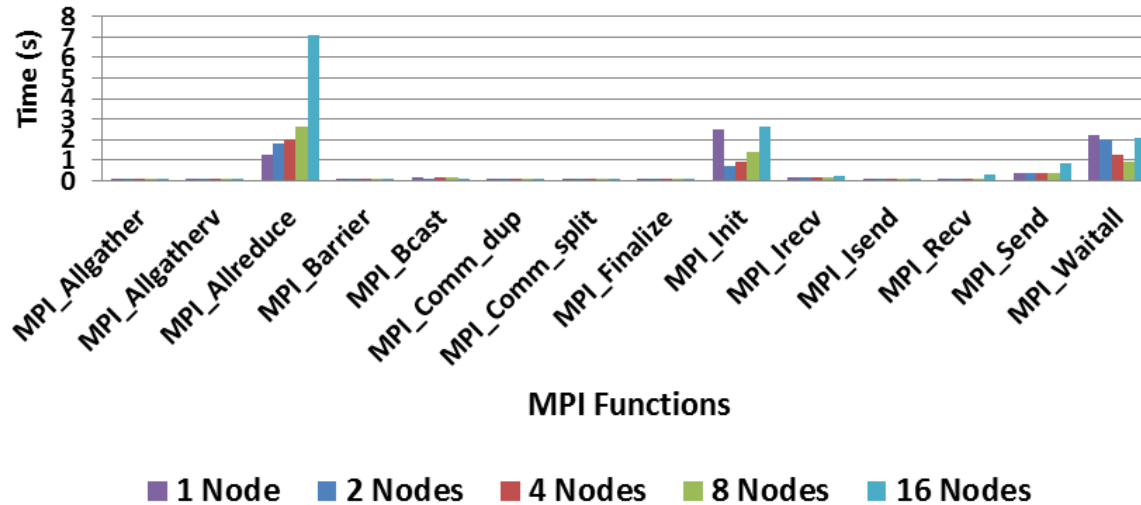 Time (s)
8
7
6
5
4
3
2
1
0
MPI_Allgather
MPI_Allgatherv
MPI_Allreduce
MPI_Barrier
MPI_Bcast
MPI_Comm_dup
MPI_Comm_split
MPI_Finalize
MPI_Init
MPI_Irecv
MPI_Isend
MPI_Recv
MPI_Send
MPI_Waitall
MPI Functions
1 Node 2 Nodes 4 Nodes 8 Nodes 16 Nodes